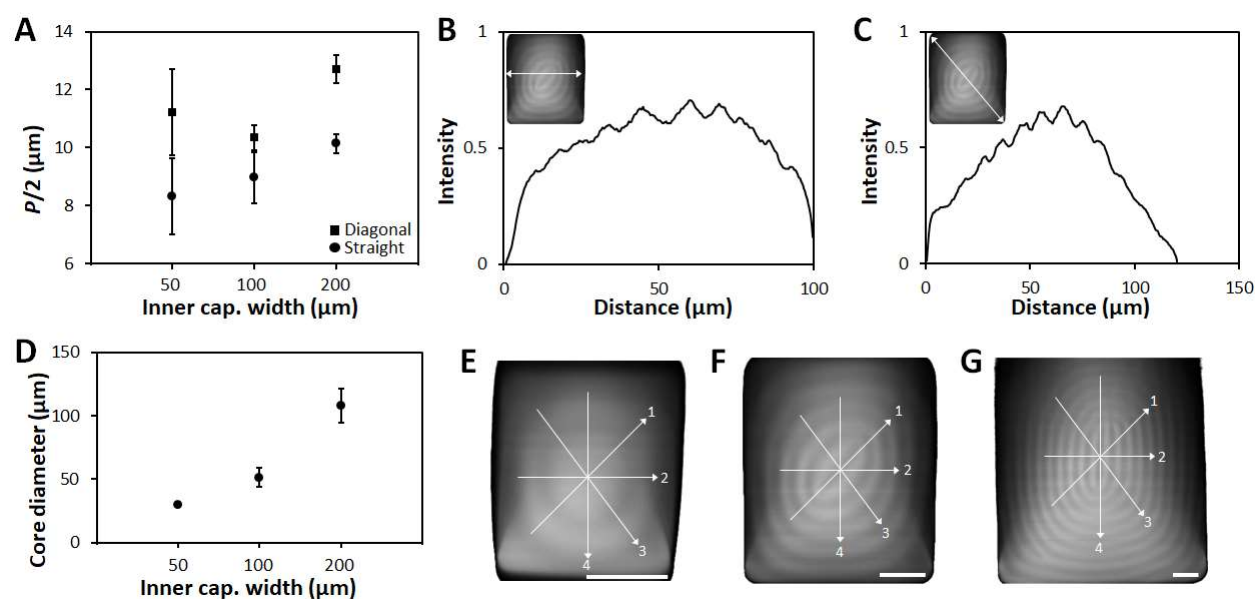 A
14
12
10
8
6
P/2 (µm)
Diagonal
Straight
50
100
200
Inner cap. width (µm)
B
1
0.5
0
Intensity
0
50
100
Distance (µm)
C
1
0.5
0
Intensity
0
50
100
150
Distance (µm)
D
150
100
50
0
Core diameter (µm)
50
100
200
Inner cap. width (µm)
E
1
2
3
4
F
1
2
3
4
G
1
2
3
4